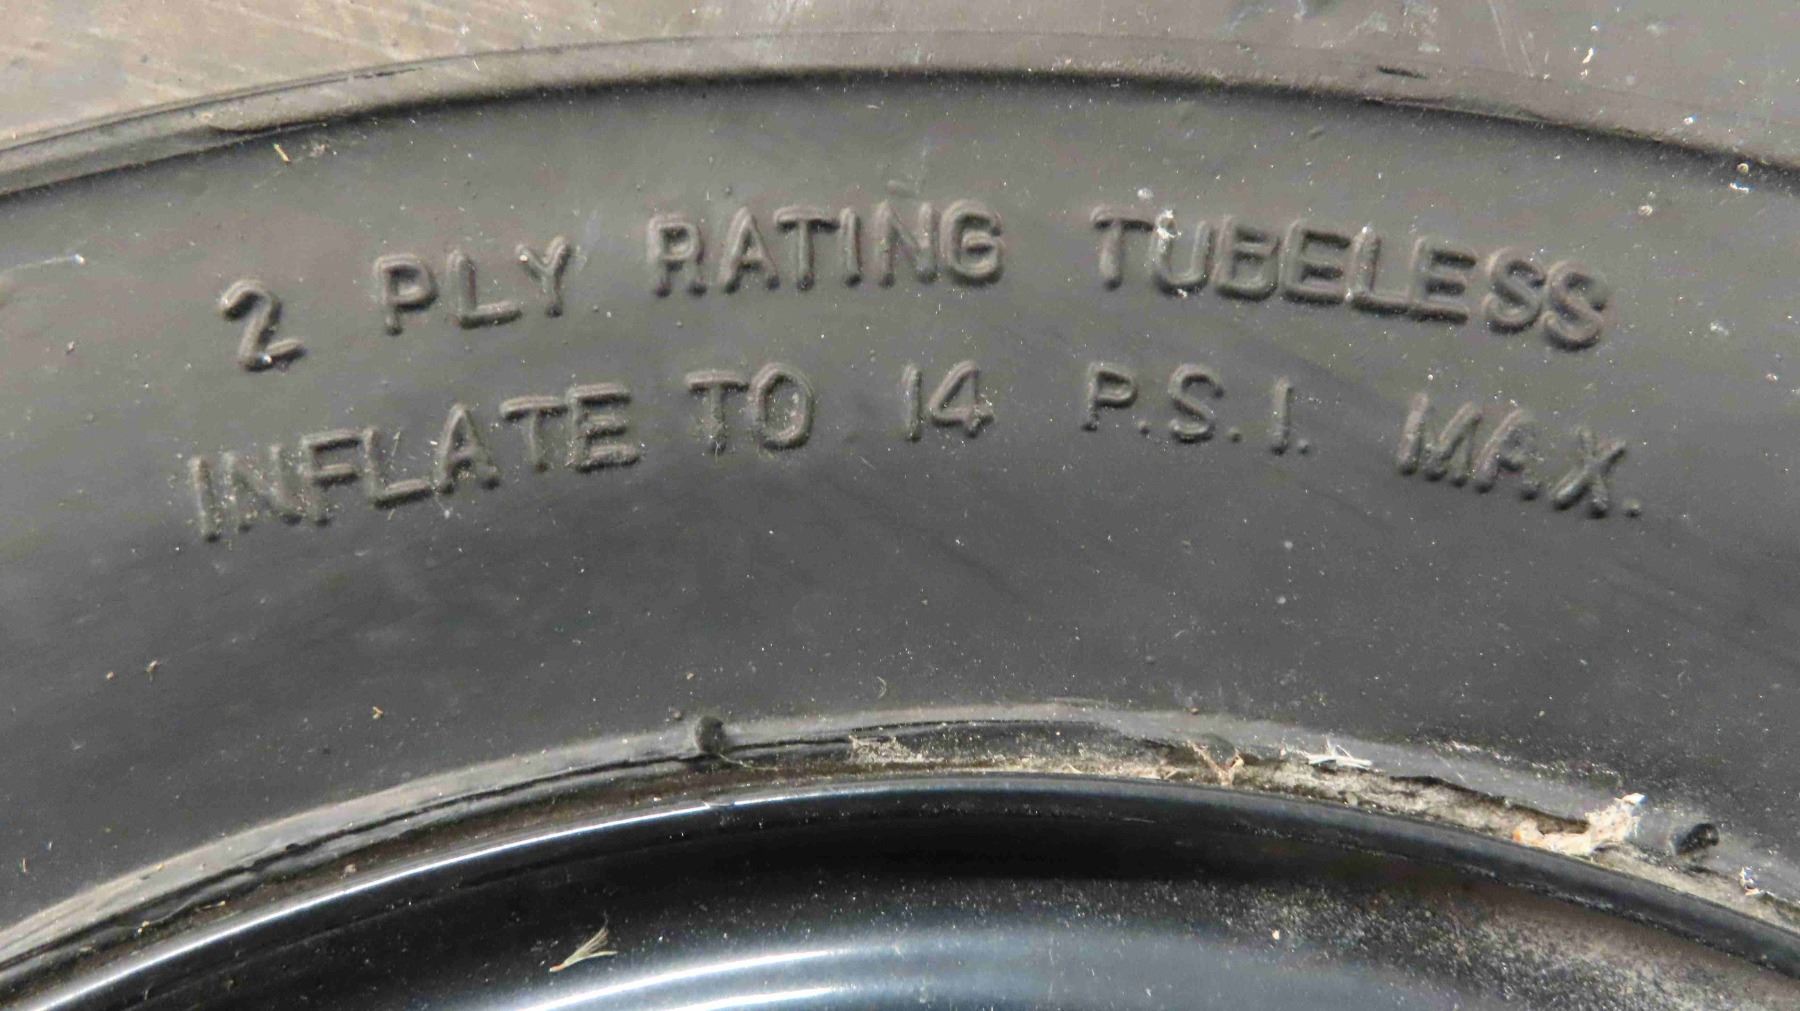 2 PLY RATING TUBELESS
INFLATE TO 14 P.S.I. MAX.